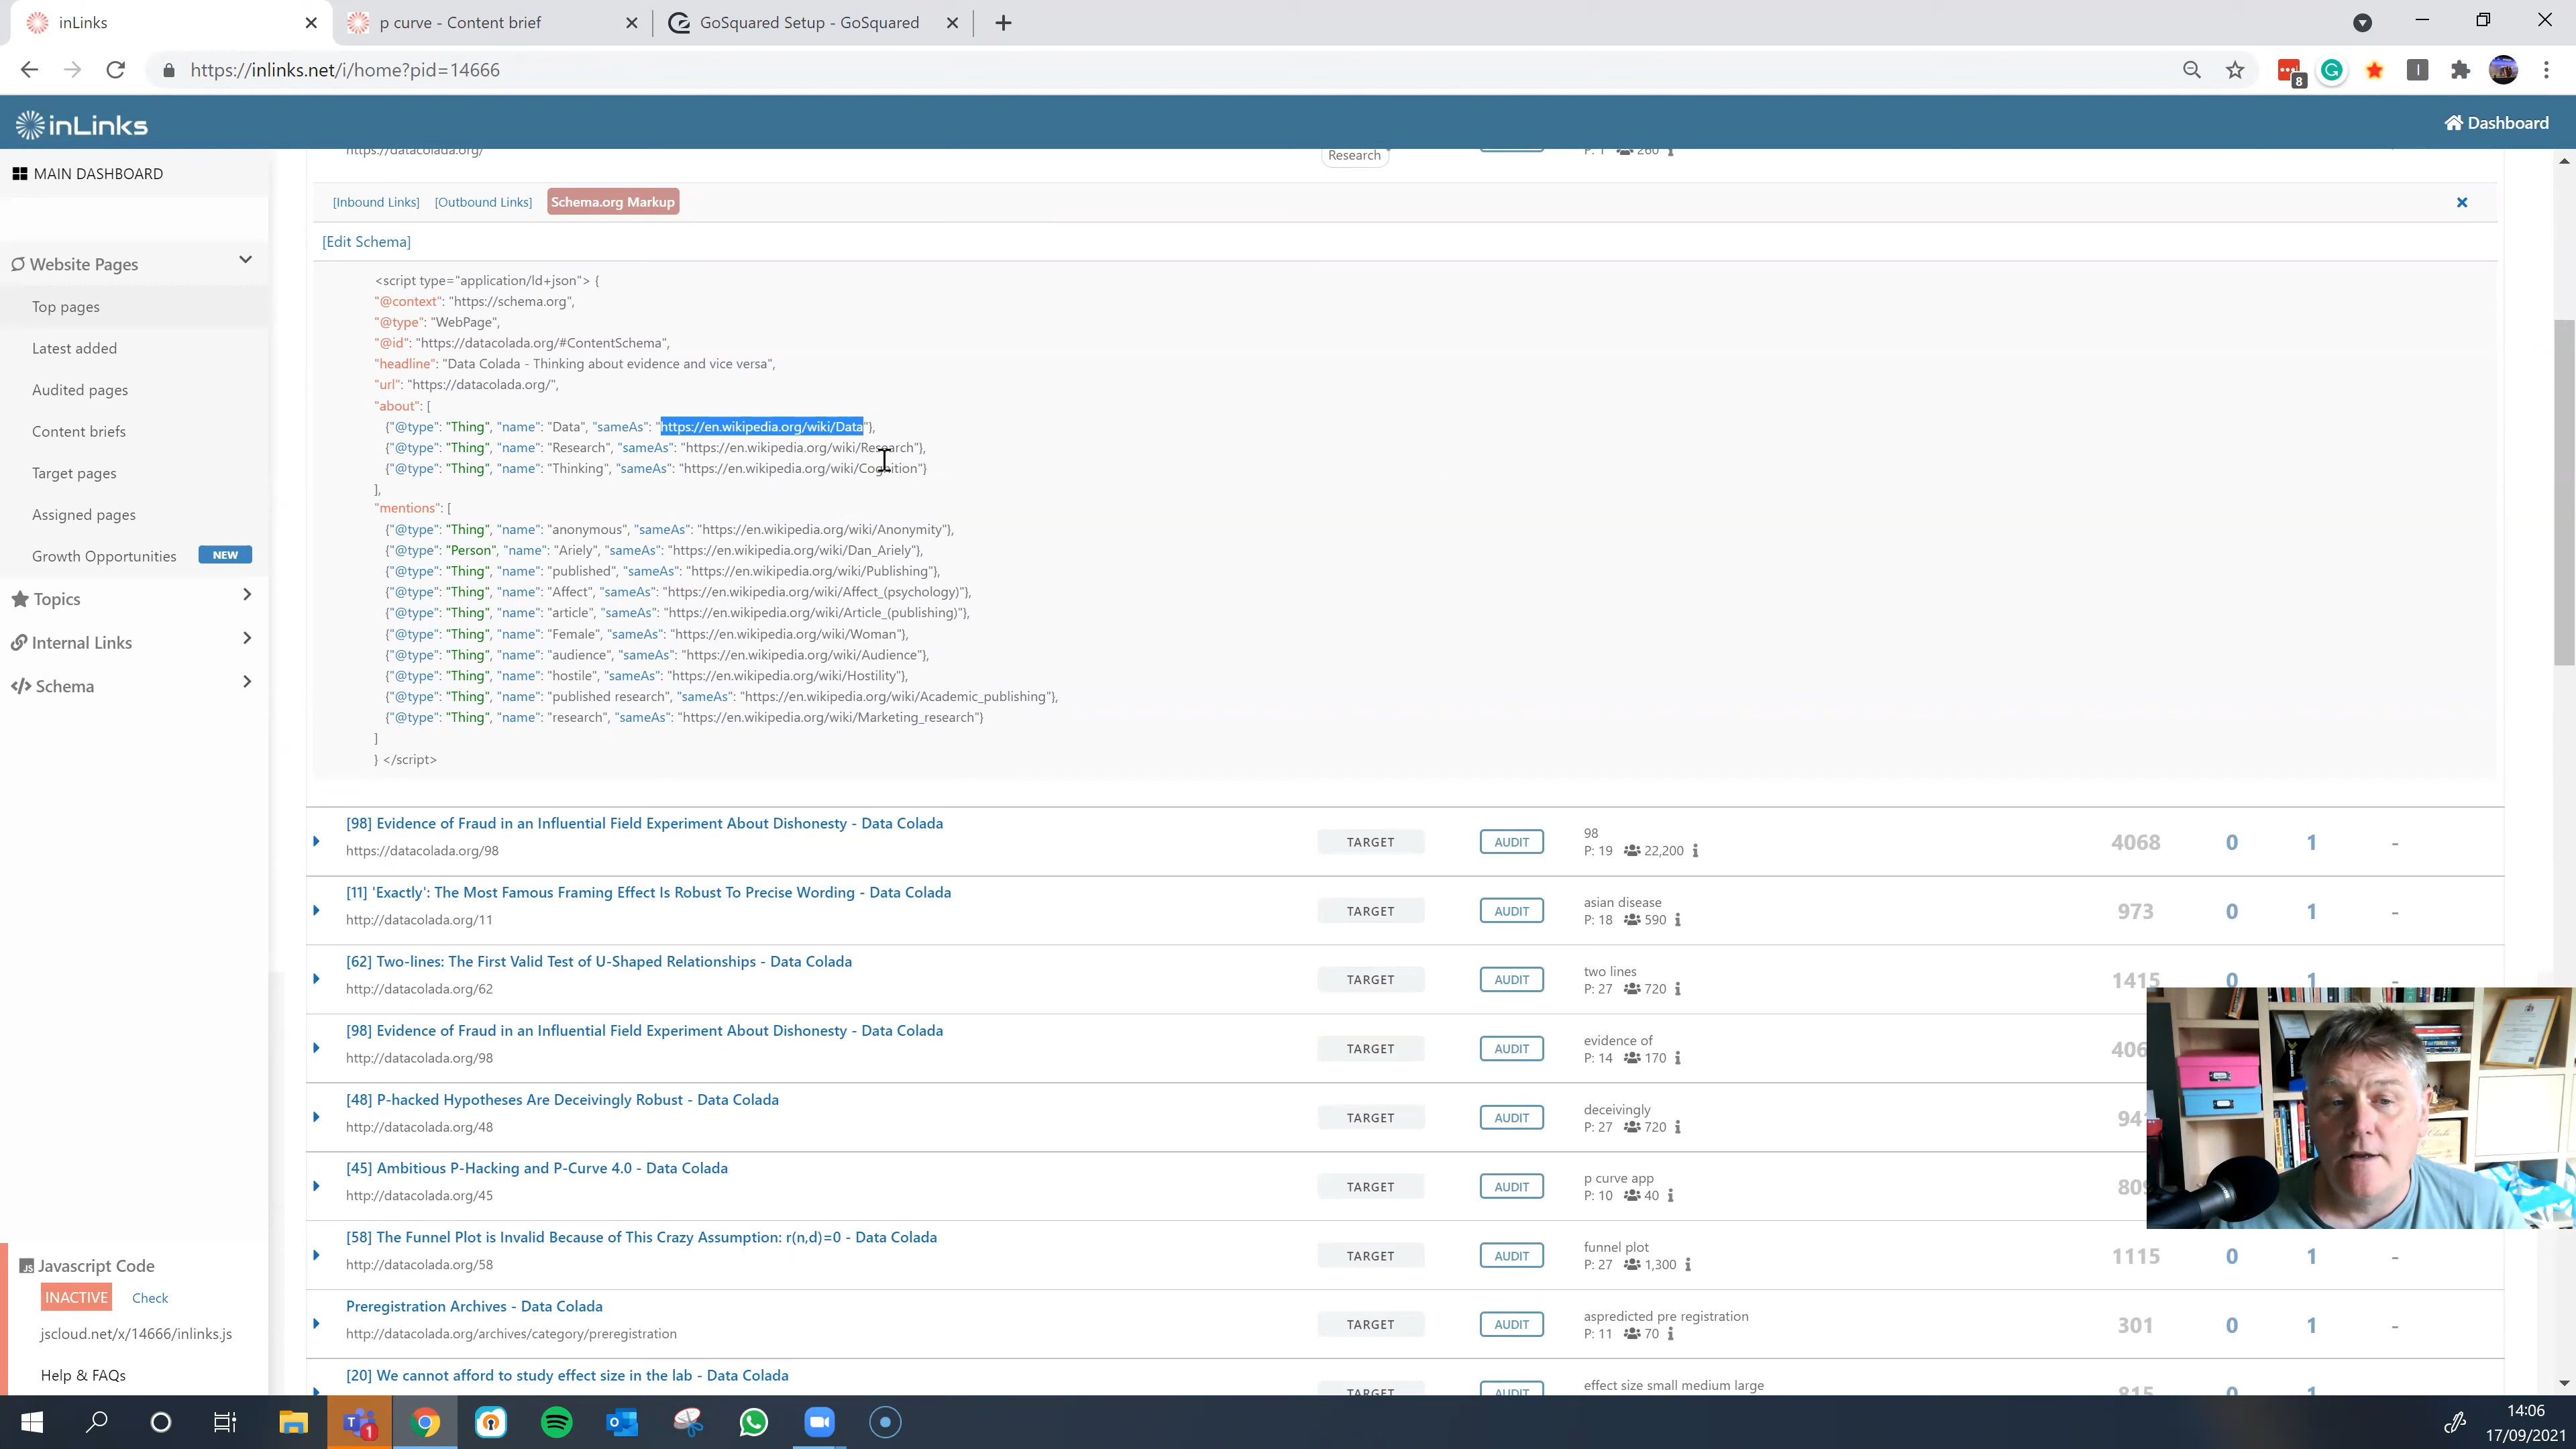 inLinks
p curve - Content brief
GoSquared Setup - GoSquared
https://inlinks.net/i/home?pid=14666
8
inLinks
Dashboard
MAIN DASHBOARD
Website Pages
Top pages
Latest added
Audited pages
Content briefs
Target pages
Assigned pages
Growth Opportunities NEW
Topics
Internal Links
Schema
JS Javascript Code
INACTIVE Check
jscloud.net/x/14666/inlinks.js
Help & FAQs
https://datacolada.org/
Research
P: 1 260
[Inbound Links] [Outbound Links] Schema.org Markup
[Edit Schema]
<script type="application/ld+json"> {
"@context": "https://schema.org",
"@type": "WebPage",
"@id": "https://datacolada.org/#ContentSchema",
"headline": "Data Colada - Thinking about evidence and vice versa",
"url": "https://datacolada.org/",
"about": [
{"@type": "Thing", "name": "Data", "sameAs": "https://en.wikipedia.org/wiki/Data"},
{"@type": "Thing", "name": "Research", "sameAs": "https://en.wikipedia.org/wiki/Research"},
{"@type": "Thing", "name": "Thinking", "sameAs": "https://en.wikipedia.org/wiki/Cognition"}
],
"mentions": [
{"@type": "Thing", "name": "anonymous", "sameAs": "https://en.wikipedia.org/wiki/Anonymity"},
{"@type": "Person", "name": "Ariely", "sameAs": "https://en.wikipedia.org/wiki/Dan_Ariely"},
{"@type": "Thing", "name": "published", "sameAs": "https://en.wikipedia.org/wiki/Publishing"},
{"@type": "Thing", "name": "Affect", "sameAs": "https://en.wikipedia.org/wiki/Affect_(psychology)"},
{"@type": "Thing", "name": "article", "sameAs": "https://en.wikipedia.org/wiki/Article_(publishing)"},
{"@type": "Thing", "name": "Female", "sameAs": "https://en.wikipedia.org/wiki/Woman"},
{"@type": "Thing", "name": "audience", "sameAs": "https://en.wikipedia.org/wiki/Audience"},
{"@type": "Thing", "name": "hostile", "sameAs": "https://en.wikipedia.org/wiki/Hostility"},
{"@type": "Thing", "name": "published research", "sameAs": "https://en.wikipedia.org/wiki/Academic_publishing"},
{"@type": "Thing", "name": "research", "sameAs": "https://en.wikipedia.org/wiki/Marketing_research"}
]
} </script>
[98] Evidence of Fraud in an Influential Field Experiment About Dishonesty - Data Colada
https://datacolada.org/98
TARGET AUDIT
98
P: 19 22,200
4068 0 1 -
[11] 'Exactly': The Most Famous Framing Effect Is Robust To Precise Wording - Data Colada
http://datacolada.org/11
TARGET AUDIT
asian disease
P: 18 590
973 0 1 -
[62] Two-lines: The First Valid Test of U-Shaped Relationships - Data Colada
http://datacolada.org/62
TARGET AUDIT
two lines
P: 27 720
1415 0 1 -
[98] Evidence of Fraud in an Influential Field Experiment About Dishonesty - Data Colada
http://datacolada.org/98
TARGET AUDIT
evidence of
P: 14 170
406
[48] P-hacked Hypotheses Are Deceivingly Robust - Data Colada
http://datacolada.org/48
TARGET AUDIT
deceivingly
P: 27 720
94
[45] Ambitious P-Hacking and P-Curve 4.0 - Data Colada
http://datacolada.org/45
TARGET AUDIT
p curve app
P: 10 40
809
[58] The Funnel Plot is Invalid Because of This Crazy Assumption: r(n,d)=0 - Data Colada
http://datacolada.org/58
TARGET AUDIT
funnel plot
P: 27 1,300
1115 0 1 -
Preregistration Archives - Data Colada
http://datacolada.org/archives/category/preregistration
TARGET AUDIT
aspredicted pre registration
P: 11 70
301 0 1 -
[20] We cannot afford to study effect size in the lab - Data Colada
TARGET AUDIT
effect size small medium large
815 0 1
14:06
17/09/2021